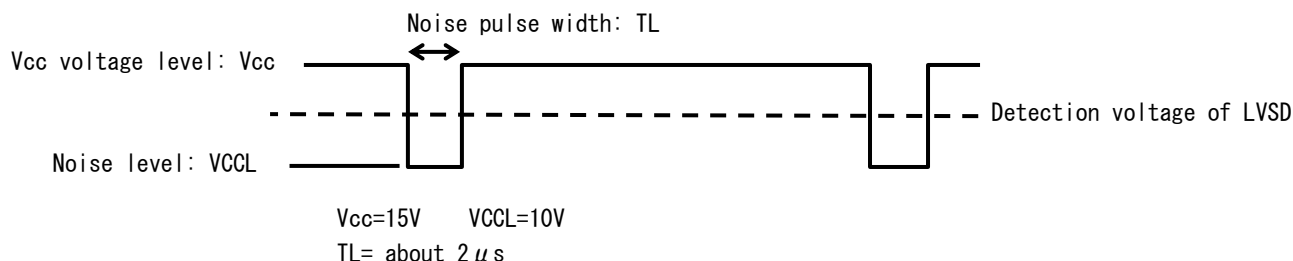 Noise pulse width: TL
Vcc voltage level: Vcc
Detection voltage of LVSD
Noise level: VCCL
Vcc=15V VCCL=10V
TL= about 2μs